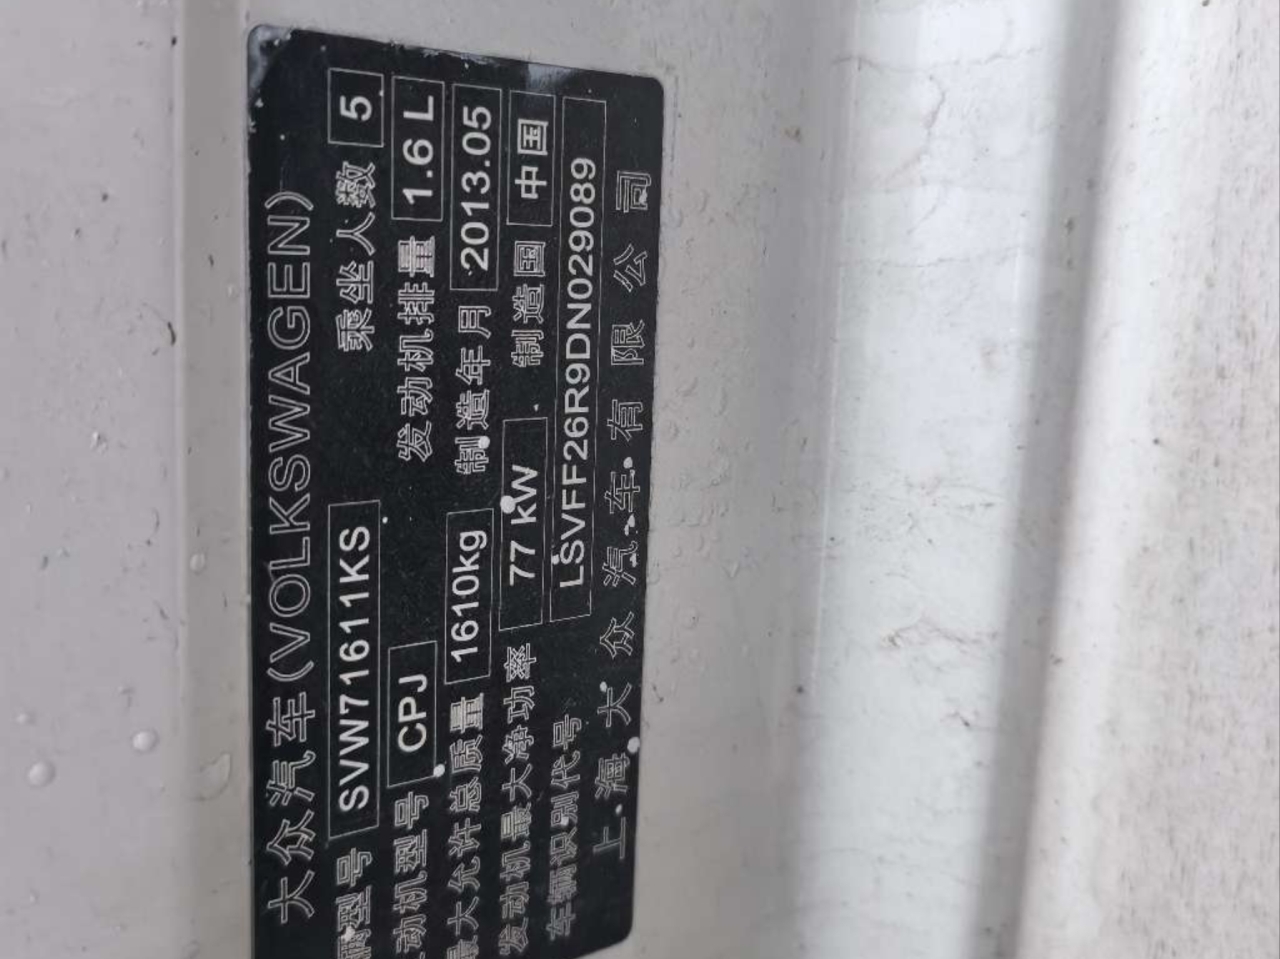 大众汽车(VOLKSWAGEN)
辆型号 SVW71611KS 乘坐人数 5
动机型号 CPJ 发动机排量 1.6 L
最大允许总质量 1610kg 制造年月 2013.05
发动机最大净功率 77 kW 制造国 中国
车辆识别代号 LSVFF26R9DN029089
上海大众汽车有限公司